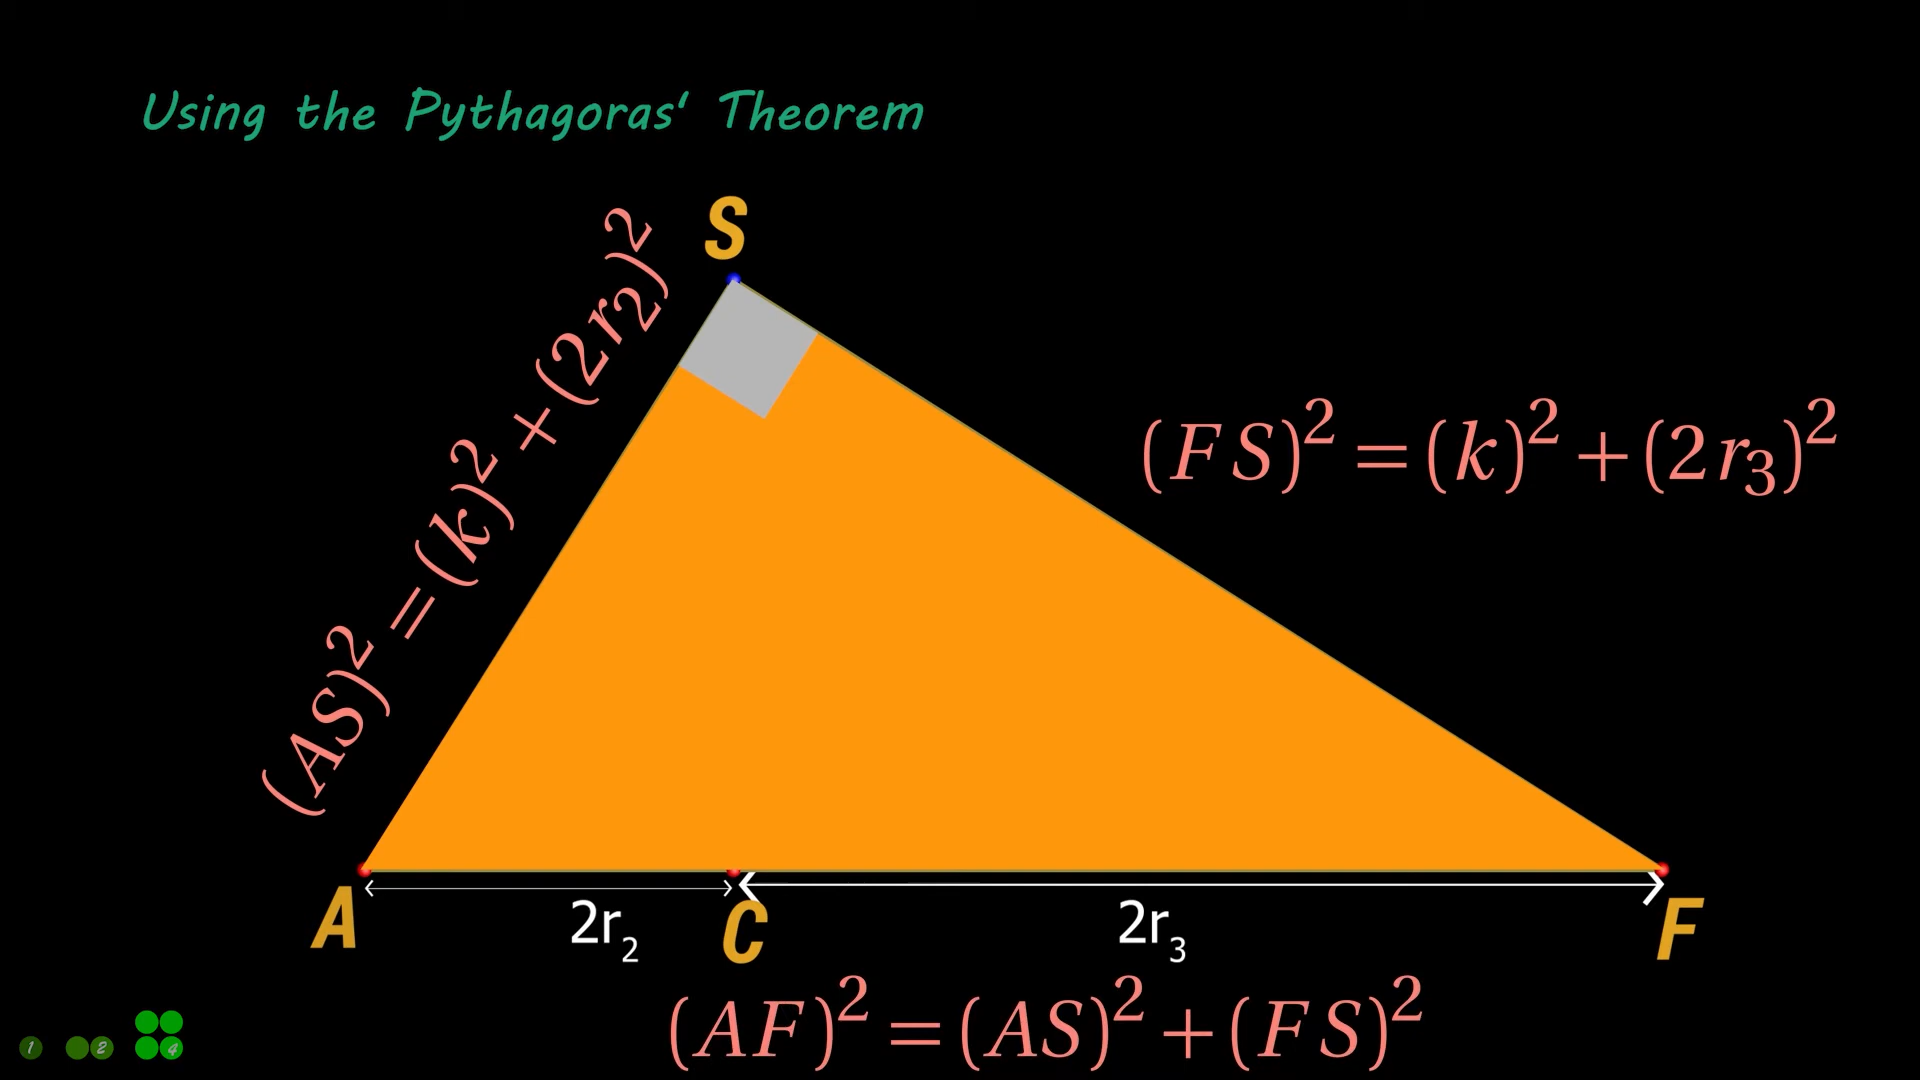 Using the Pythagoras' Theorem
S
(AS)² = (k)² + (2r₂)²
(FS)² = (k)² + (2r₃)²
A
2r₂
C
2r₃
F
(AF)² = (AS)² + (FS)²
1 2 4